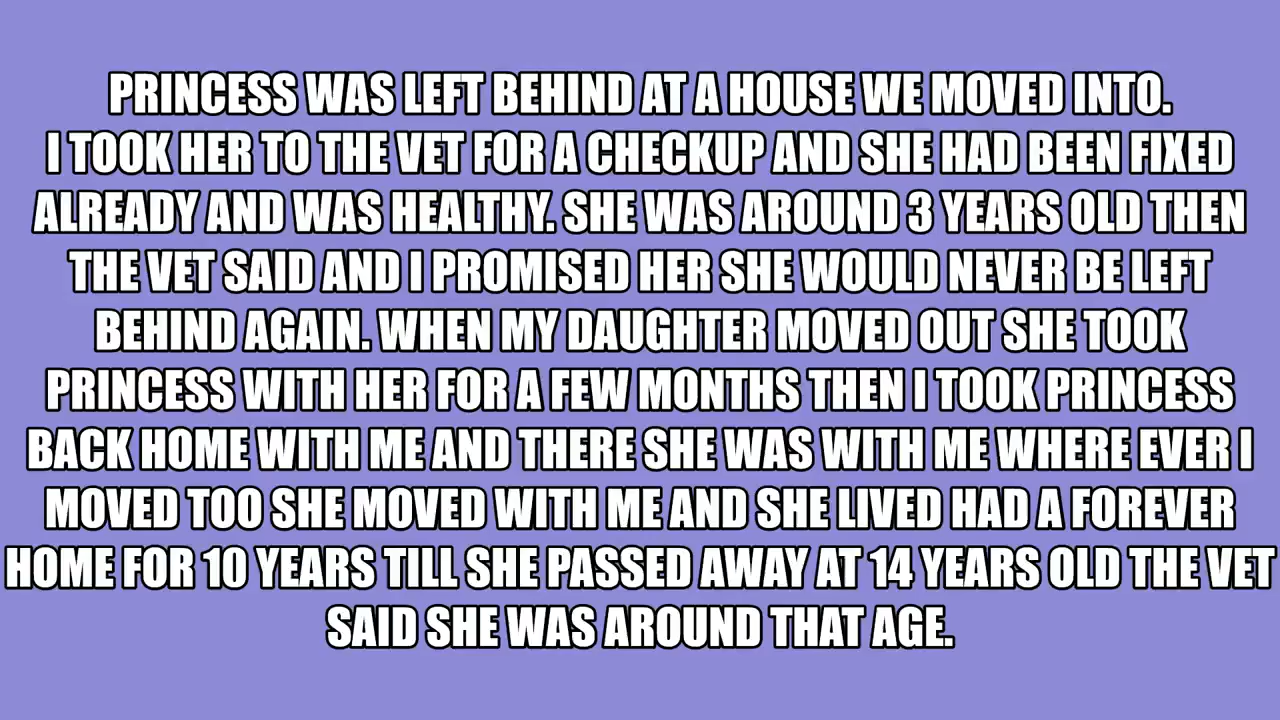 PRINCESS WAS LEFT BEHIND AT A HOUSE WE MOVED INTO.
I TOOK HER TO THE VET FOR A CHECKUP AND SHE HAD BEEN FIXED
ALREADY AND WAS HEALTHY. SHE WAS AROUND 3 YEARS OLD THEN
THE VET SAID AND I PROMISED HER SHE WOULD NEVER BE LEFT
BEHIND AGAIN. WHEN MY DAUGHTER MOVED OUT SHE TOOK
PRINCESS WITH HER FOR A FEW MONTHS THEN I TOOK PRINCESS
BACK HOME WITH ME AND THERE SHE WAS WITH ME WHERE EVER I
MOVED TOO SHE MOVED WITH ME AND SHE LIVED HAD A FOREVER
HOME FOR 10 YEARS TILL SHE PASSED AWAY AT 14 YEARS OLD THE VET
SAID SHE WAS AROUND THAT AGE.